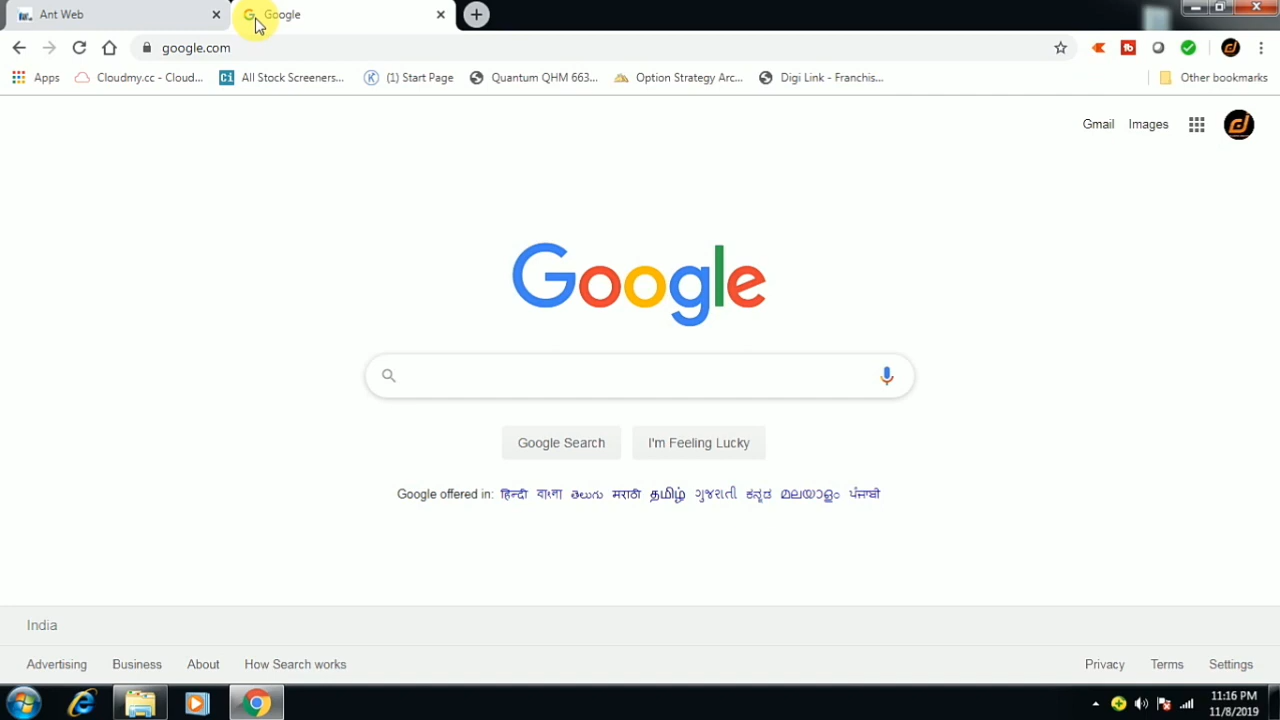 Ant Web
Google
google.com
Apps
Cloudmy.cc - Cloud...
All Stock Screeners...
(1) Start Page
Quantum QHM 663...
Option Strategy Arc...
Digi Link - Franchis...
Other bookmarks
Gmail Images
Google
Google Search
I'm Feeling Lucky
Google offered in: हिन्दी বাংলা తెలుగు मराठी தமிழ் ગુજરાતી ಕನ್ನಡ മലയാളം ਪੰਜਾਬੀ
India
Advertising Business About How Search works
Privacy Terms Settings
11:16 PM
11/8/2019